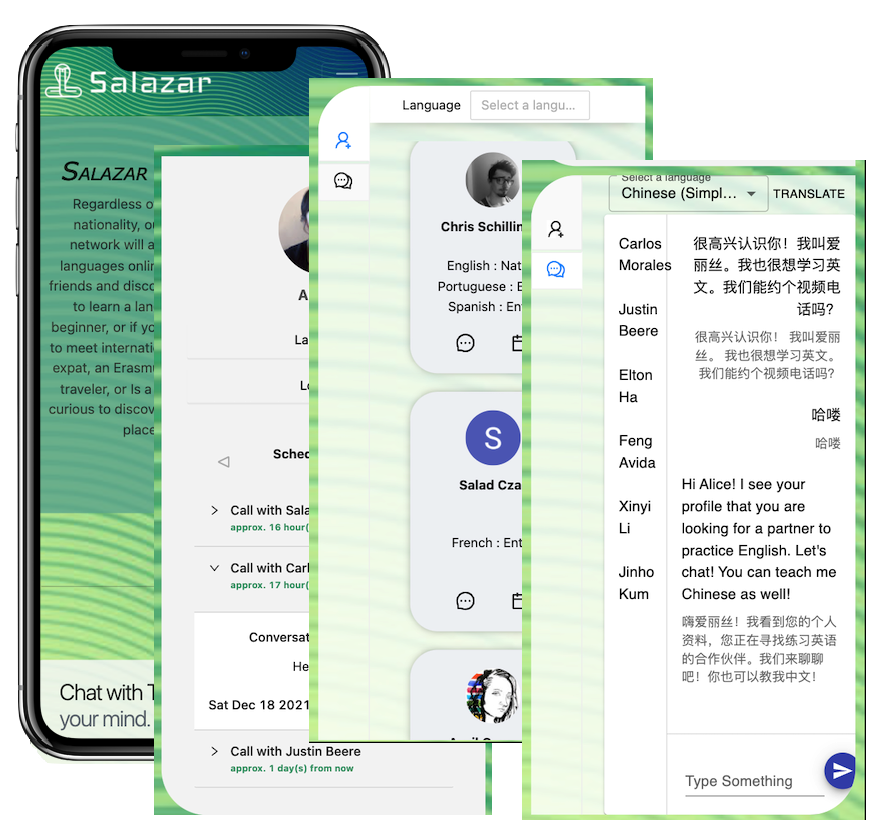 Salazar
SALAZAR
Regardless o
nationality, o
network will a
languages onli
friends and disco
to learn a lan
beginner, or if yo
to meet internati
expat, an Erasm
traveler, or Is a
curious to discov
place
Chat with T
your mind.
A
La
Lo
Sched
Call with Sala
approx. 16 hour(
Call with Carl
approx. 17 hour(
Conversat
He
Sat Dec 18 2021
Call with Justin Beere
approx. 1 day(s) from now
Language
Select a langu...
Chris Schillin
English : Nat
Portuguese : E
Spanish : En
S
Salad Cza
French : Ent
Select a language
Chinese (Simpl...
TRANSLATE
Carlos
Morales
Justin
Beere
Elton
Ha
Feng
Avida
Xinyi
Li
Jinho
Kum
很高兴认识你！我叫爱
丽丝。我也很想学习英
文。我们能约个视频电
话吗？
很高兴认识你！ 我叫爱丽
丝。 我也很想学习英文。
我们能约个视频电话吗？
哈喽
哈喽
Hi Alice! I see your
profile that you are
looking for a partner to
practice English. Let's
chat! You can teach me
Chinese as well!
嗨爱丽丝！我看到您的个人
资料，您正在寻找练习英语
的合作伙伴。我们来聊聊
吧！你也可以教我中文！
Type Something